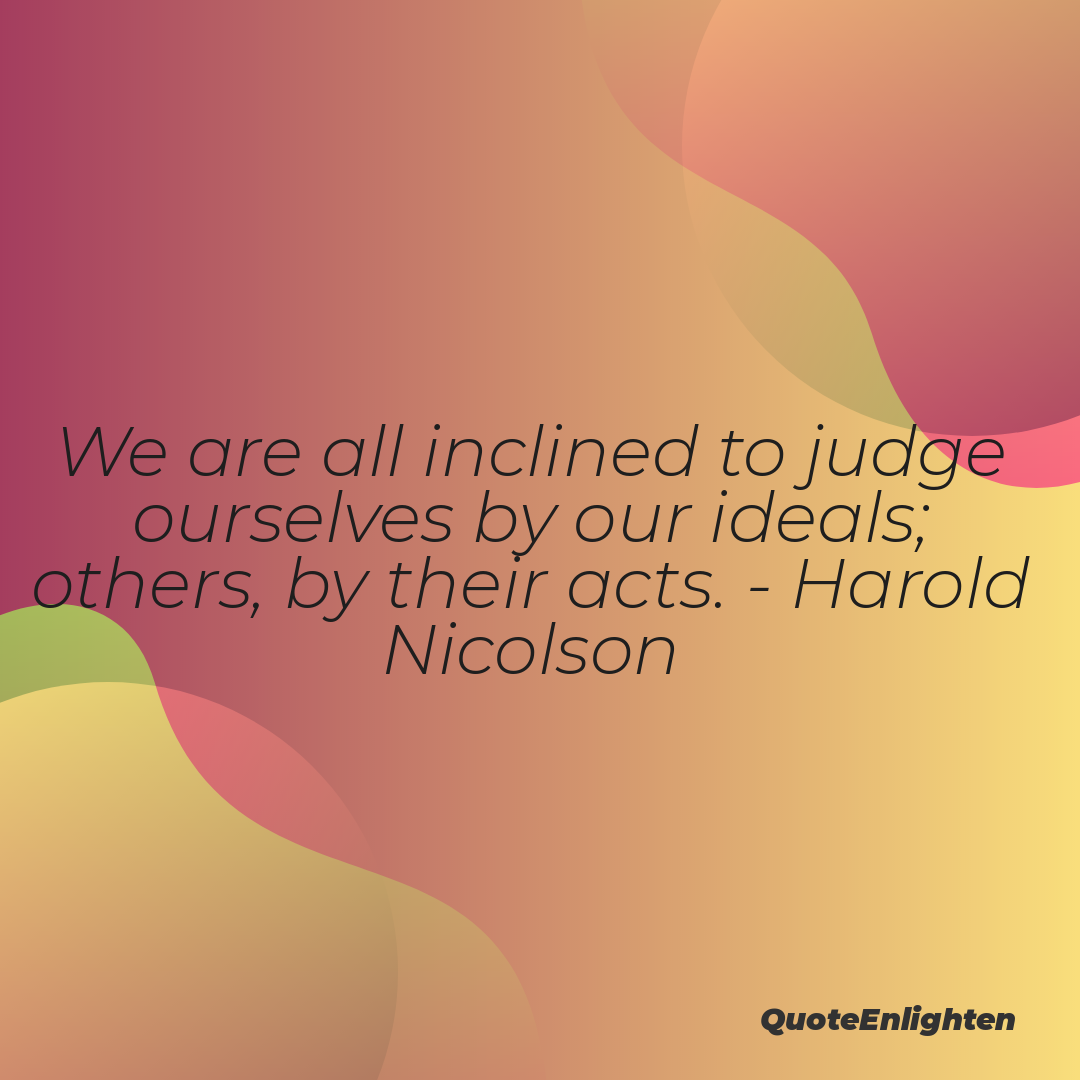 We are all inclined to judge
ourselves by our ideals;
others, by their acts. - Harold
Nicolson
QuoteEnlighten